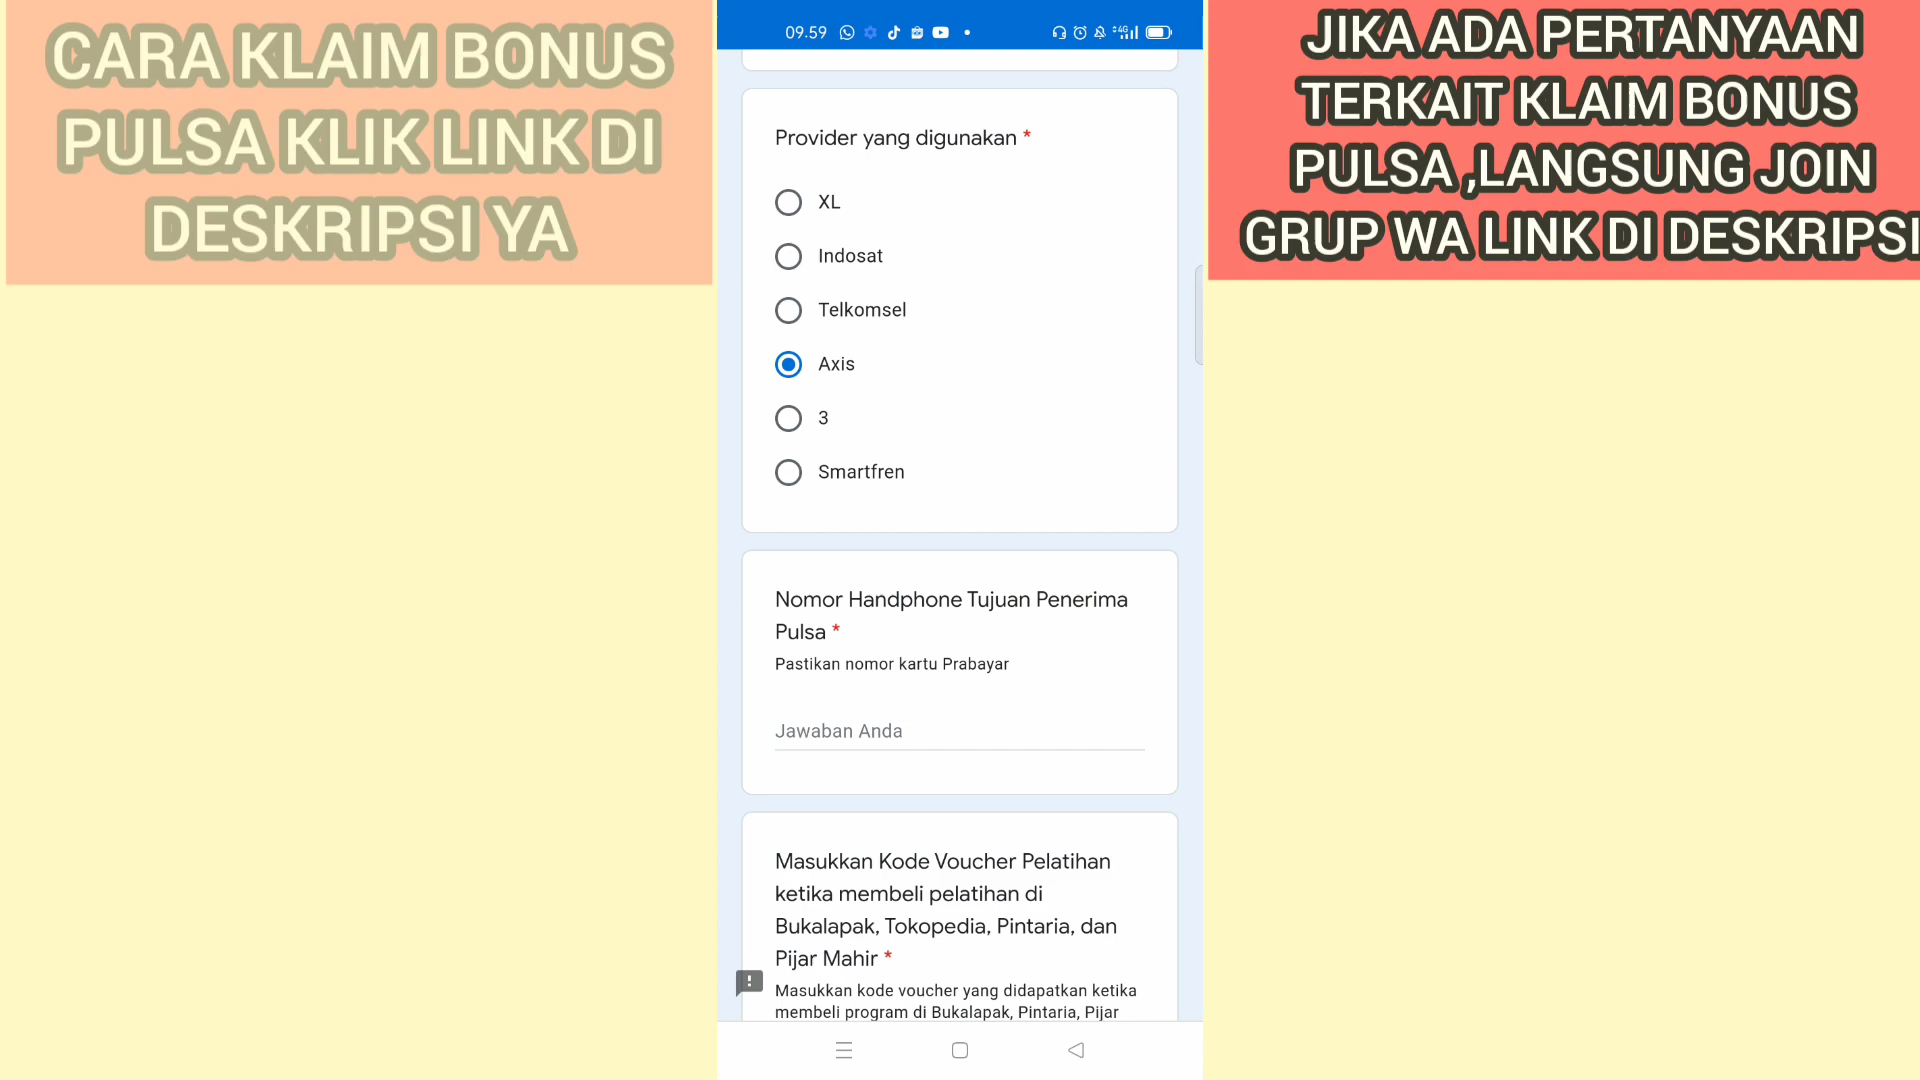 CARA KLAIM BONUS
PULSA KLIK LINK DI
DESKRIPSI YA
JIKA ADA PERTANYAAN
TERKAIT KLAIM BONUS
PULSA ,LANGSUNG JOIN
GRUP WA LINK DI DESKRIPSI
09.59
4G
Provider yang digunakan *
XL
Indosat
Telkomsel
Axis
3
Smartfren
Nomor Handphone Tujuan Penerima
Pulsa *
Pastikan nomor kartu Prabayar
Jawaban Anda
Masukkan Kode Voucher Pelatihan
ketika membeli pelatihan di
Bukalapak, Tokopedia, Pintaria, dan
Pijar Mahir *
Masukkan kode voucher yang didapatkan ketika
membeli program di Bukalapak, Pintaria, Pijar